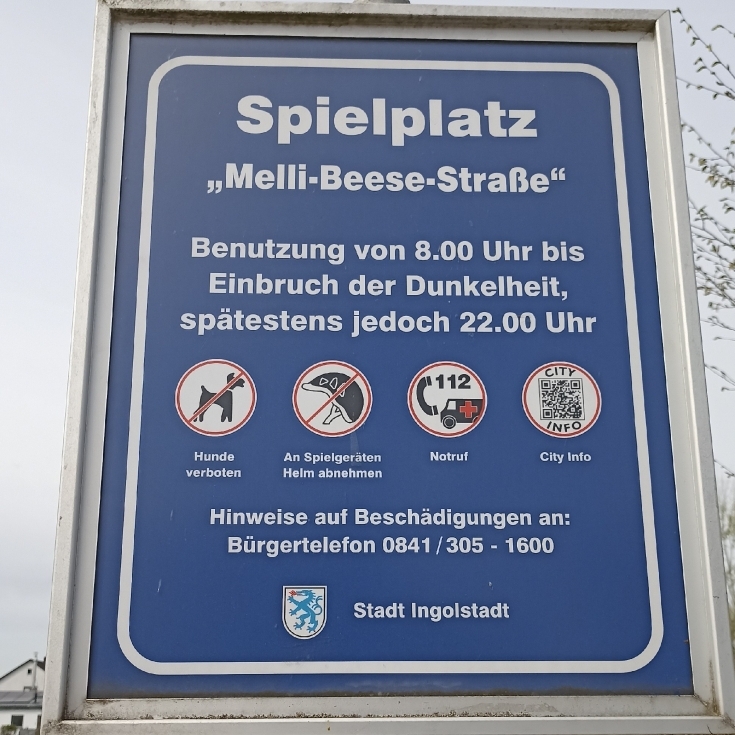 Spielplatz
„Melli-Beese-Straße“
Benutzung von 8.00 Uhr bis
Einbruch der Dunkelheit,
spätestens jedoch 22.00 Uhr
112
CITY
INFO
Hunde
verboten
An Spielgeräten
Helm abnehmen
Notruf
City Info
Hinweise auf Beschädigungen an:
Bürgertelefon 0841/305 - 1600
Stadt Ingolstadt